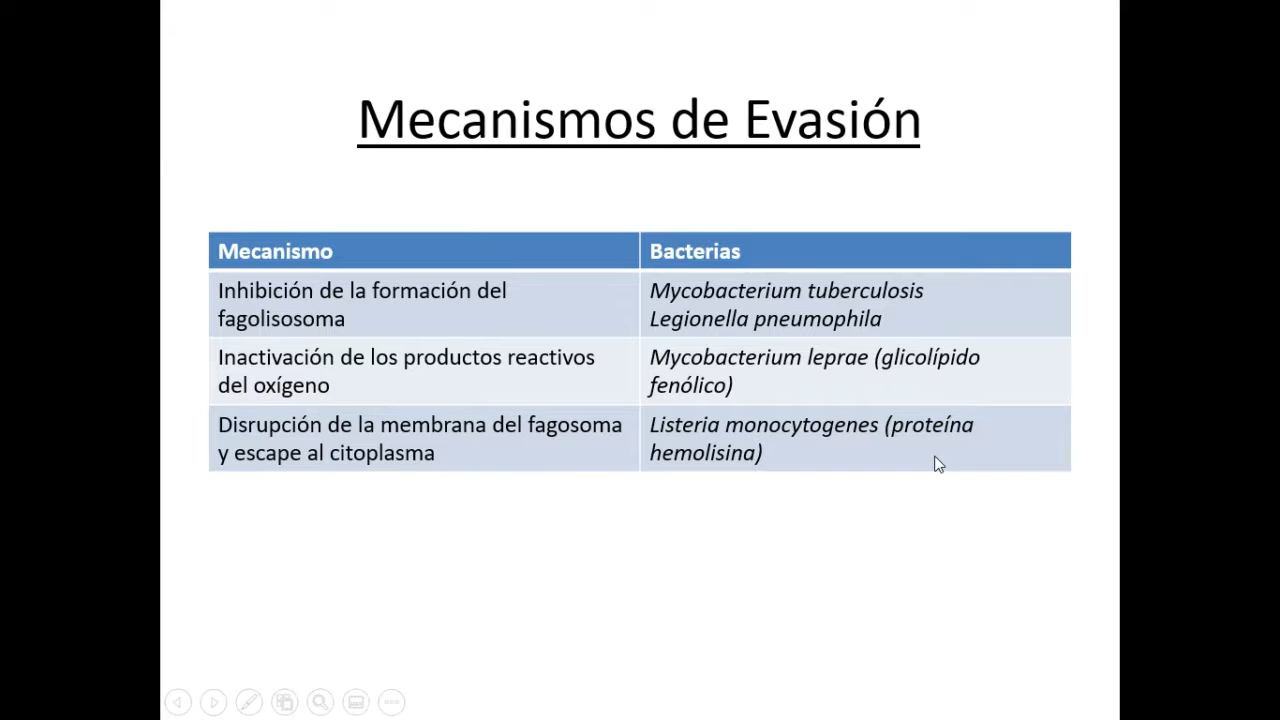 Mecanismos de Evasión
Mecanismo
Bacterias
Inhibición de la formación del
fagolisosoma
Mycobacterium tuberculosis
Legionella pneumophila
Inactivación de los productos reactivos
del oxígeno
Mycobacterium leprae (glicolípido
fenólico)
Disrupción de la membrana del fagosoma
y escape al citoplasma
Listeria monocytogenes (proteína
hemolisina)